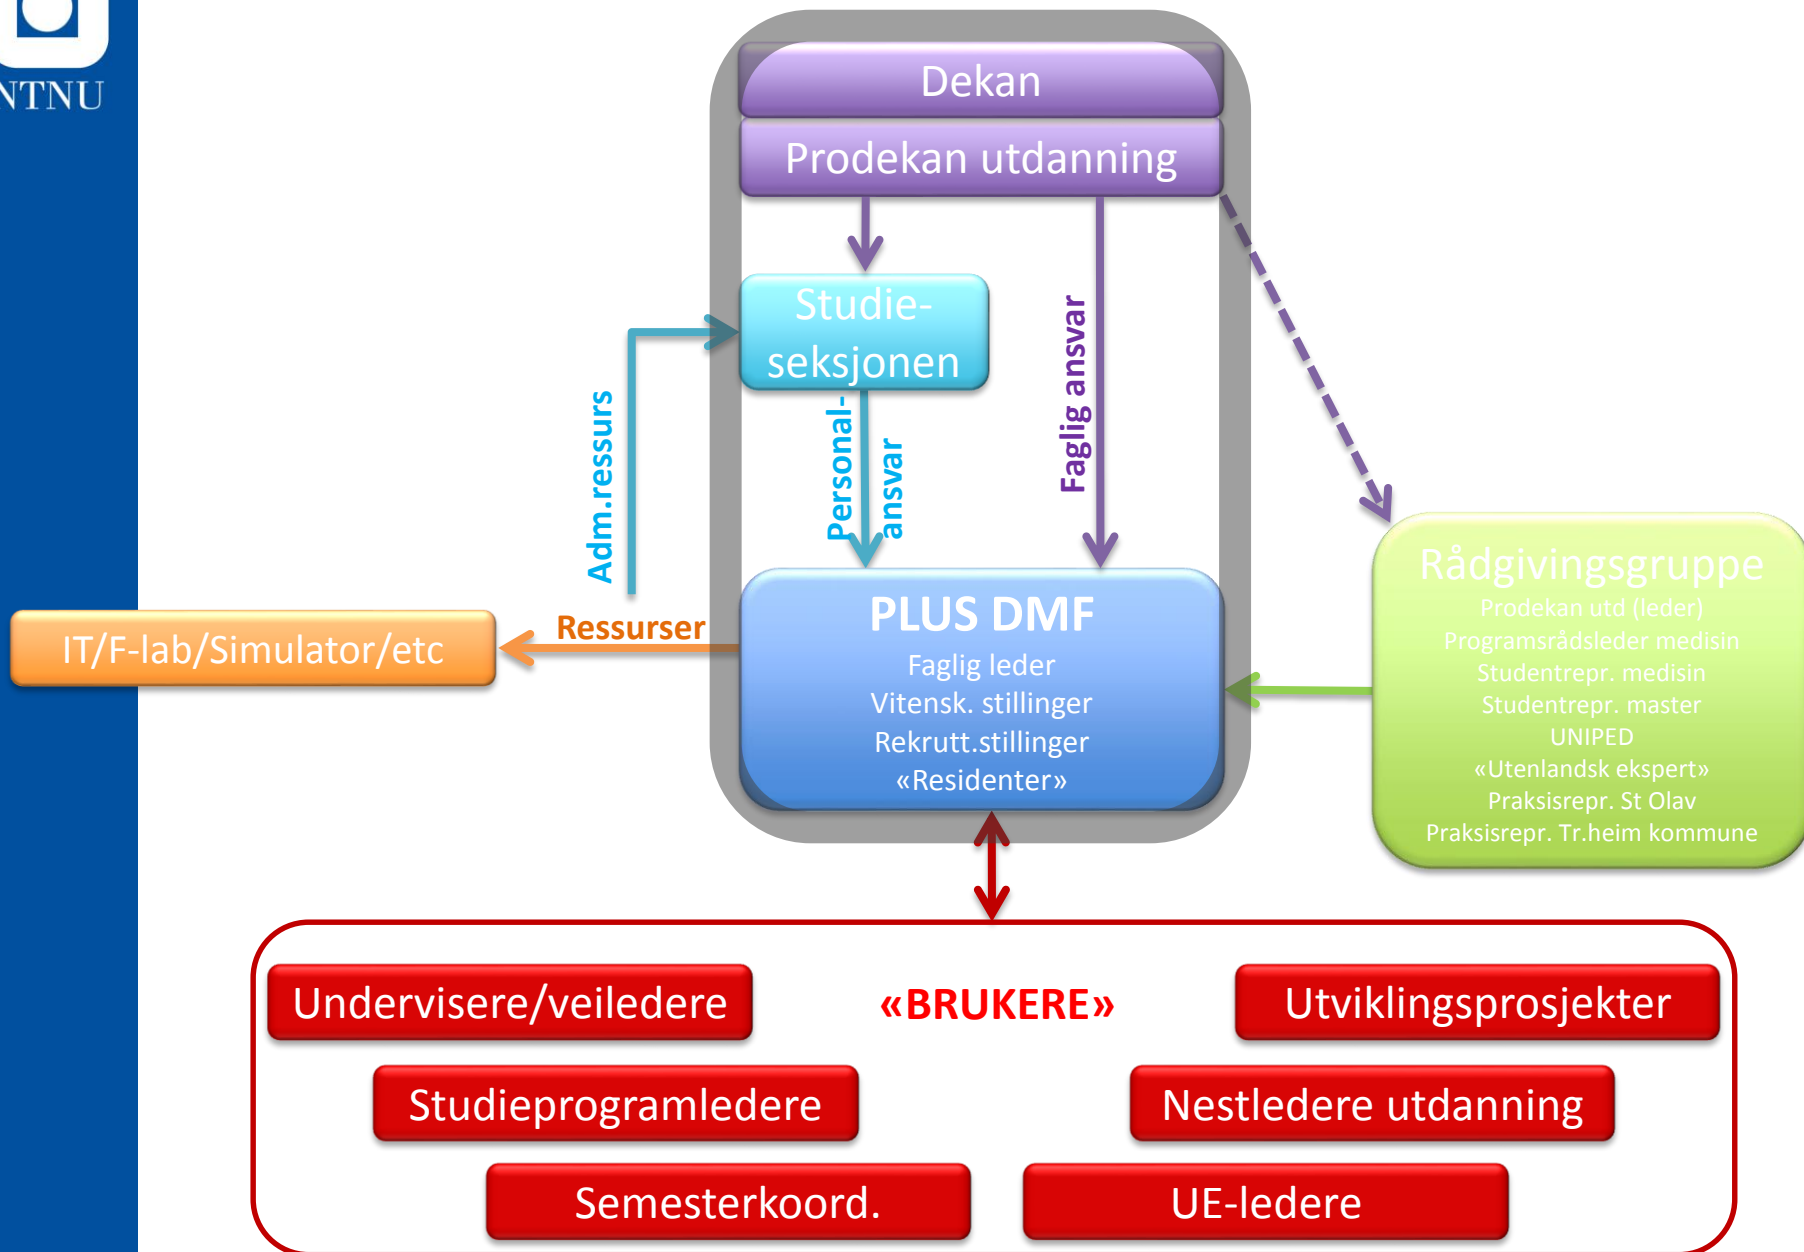 NTNU
Dekan
Prodekan utdanning
Studie-
seksjonen
Adm.ressurs
Personal-
ansvar
Faglig ansvar
IT/F-lab/Simulator/etc
Ressurser
PLUS DMF
Faglig leder
Vitensk. stillinger
Rekrutt.stillinger
«Residenter»
Rådgivingsgruppe
Prodekan utd (leder)
Programsrådsleder medisin
Studentrepr. medisin
Studentrepr. master
UNIPED
«Utenlandsk ekspert»
Praksisrepr. St Olav
Praksisrepr. Tr.heim kommune
Undervisere/veiledere
«BRUKERE»
Utviklingsprosjekter
Studieprogramledere
Nestledere utdanning
Semesterkoord.
UE-ledere